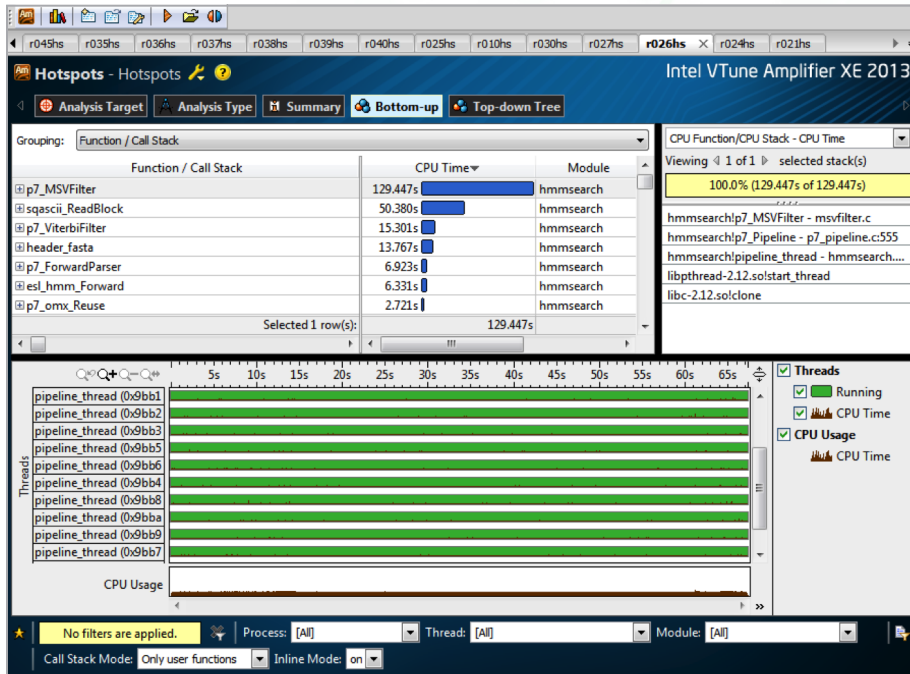 r045hs r035hs r036hs r037hs r038hs r039hs r040hs r025hs r010hs r030hs r027hs r026hs r024hs r021hs
Hotspots - Hotspots Intel VTune Amplifier XE 2013
Analysis Target Analysis Type Summary Bottom-up Top-down Tree
Grouping: Function / Call Stack
Function / Call Stack CPU Time Module
p7_MSVFilter 129.447s hmmsearch
sqascii_ReadBlock 50.380s hmmsearch
p7_ViterbiFilter 15.301s hmmsearch
header_fasta 13.767s hmmsearch
p7_ForwardParser 6.923s hmmsearch
esl_hmm_Forward 6.331s hmmsearch
p7_omx_Reuse 2.721s hmmsearch
Selected 1 row(s): 129.447s
CPU Function/CPU Stack - CPU Time
Viewing 1 of 1 selected stack(s)
100.0% (129.447s of 129.447s)
hmmsearch!p7_MSVFilter - msvfilter.c
hmmsearch!p7_Pipeline - p7_pipeline.c:555
hmmsearch!pipeline_thread - hmmsearch....
libpthread-2.12.so!start_thread
libc-2.12.so!clone
5s 10s 15s 20s 25s 30s 35s 40s 45s 50s 55s 60s 65s
Threads
pipeline_thread (0x9bb1
pipeline_thread (0x9bb2
pipeline_thread (0x9bb3
pipeline_thread (0x9bb5
pipeline_thread (0x9bb6
pipeline_thread (0x9bb4
pipeline_thread (0x9bb8
pipeline_thread (0x9bba
pipeline_thread (0x9bb9
pipeline_thread (0x9bb7
CPU Usage
Threads
Running
CPU Time
CPU Usage
CPU Time
No filters are applied. Process: [All] Thread: [All] Module: [All]
Call Stack Mode: Only user functions Inline Mode: on